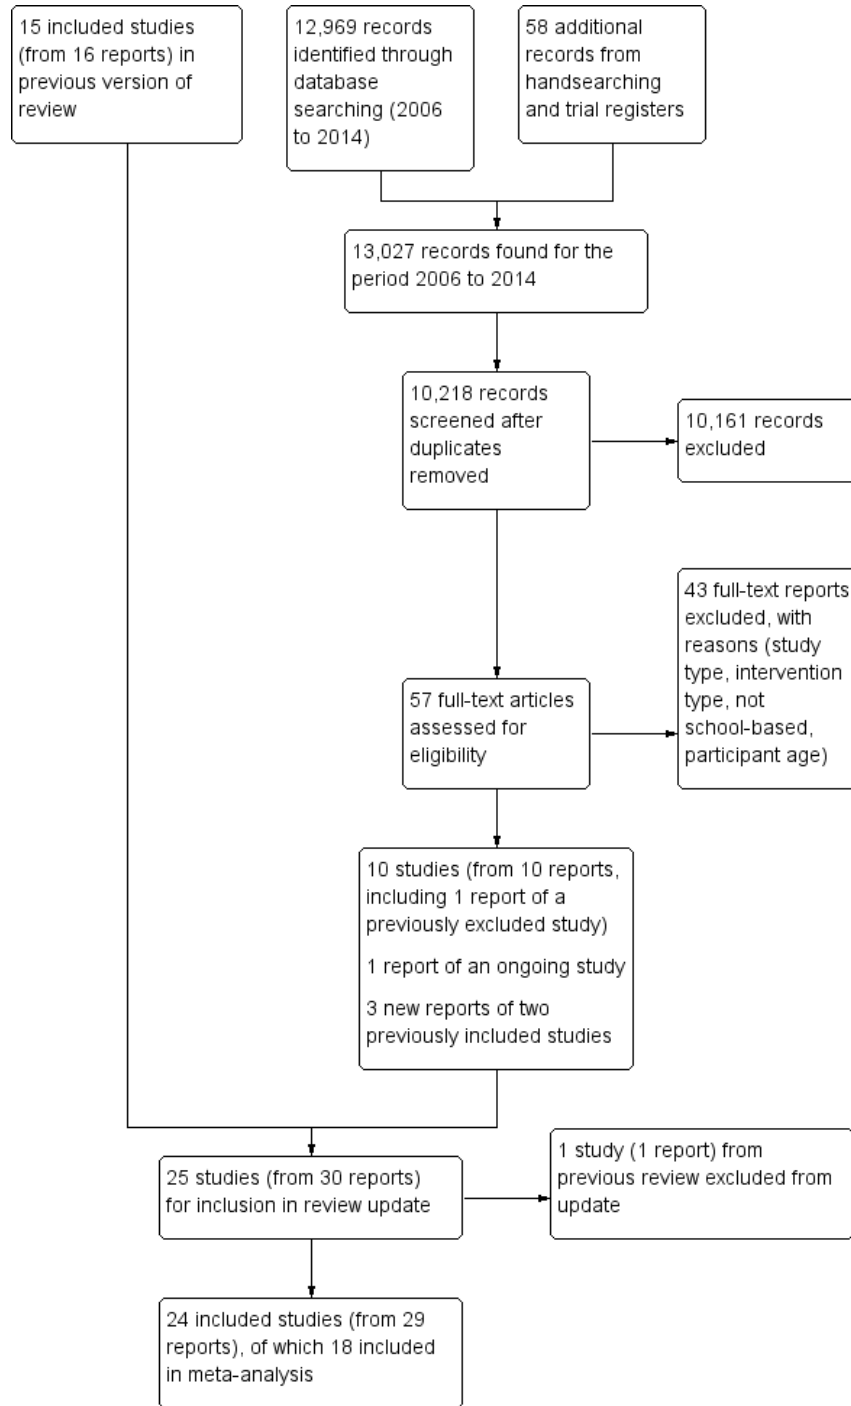 15 included studies
(from 16 reports) in
previous version of
review
12,969 records
identified through
database
searching (2006
to 2014)
58 additional
records from
handsearching
and trial registers
13,027 records found for the
period 2006 to 2014
10,218 records
screened after
duplicates
removed
10,161 records
excluded
43 full-text reports
excluded, with
reasons (study
type, intervention
type, not
school-based,
participant age)
57 full-text articles
assessed for
eligibility
10 studies (from 10 reports,
including 1 report of a
previously excluded study)
1 report of an ongoing study
3 new reports of two
previously included studies
25 studies (from 30 reports)
for inclusion in review update
1 study (1 report) from
previous review excluded from
update
24 included studies (from 29
reports), of which 18 included
in meta-analysis